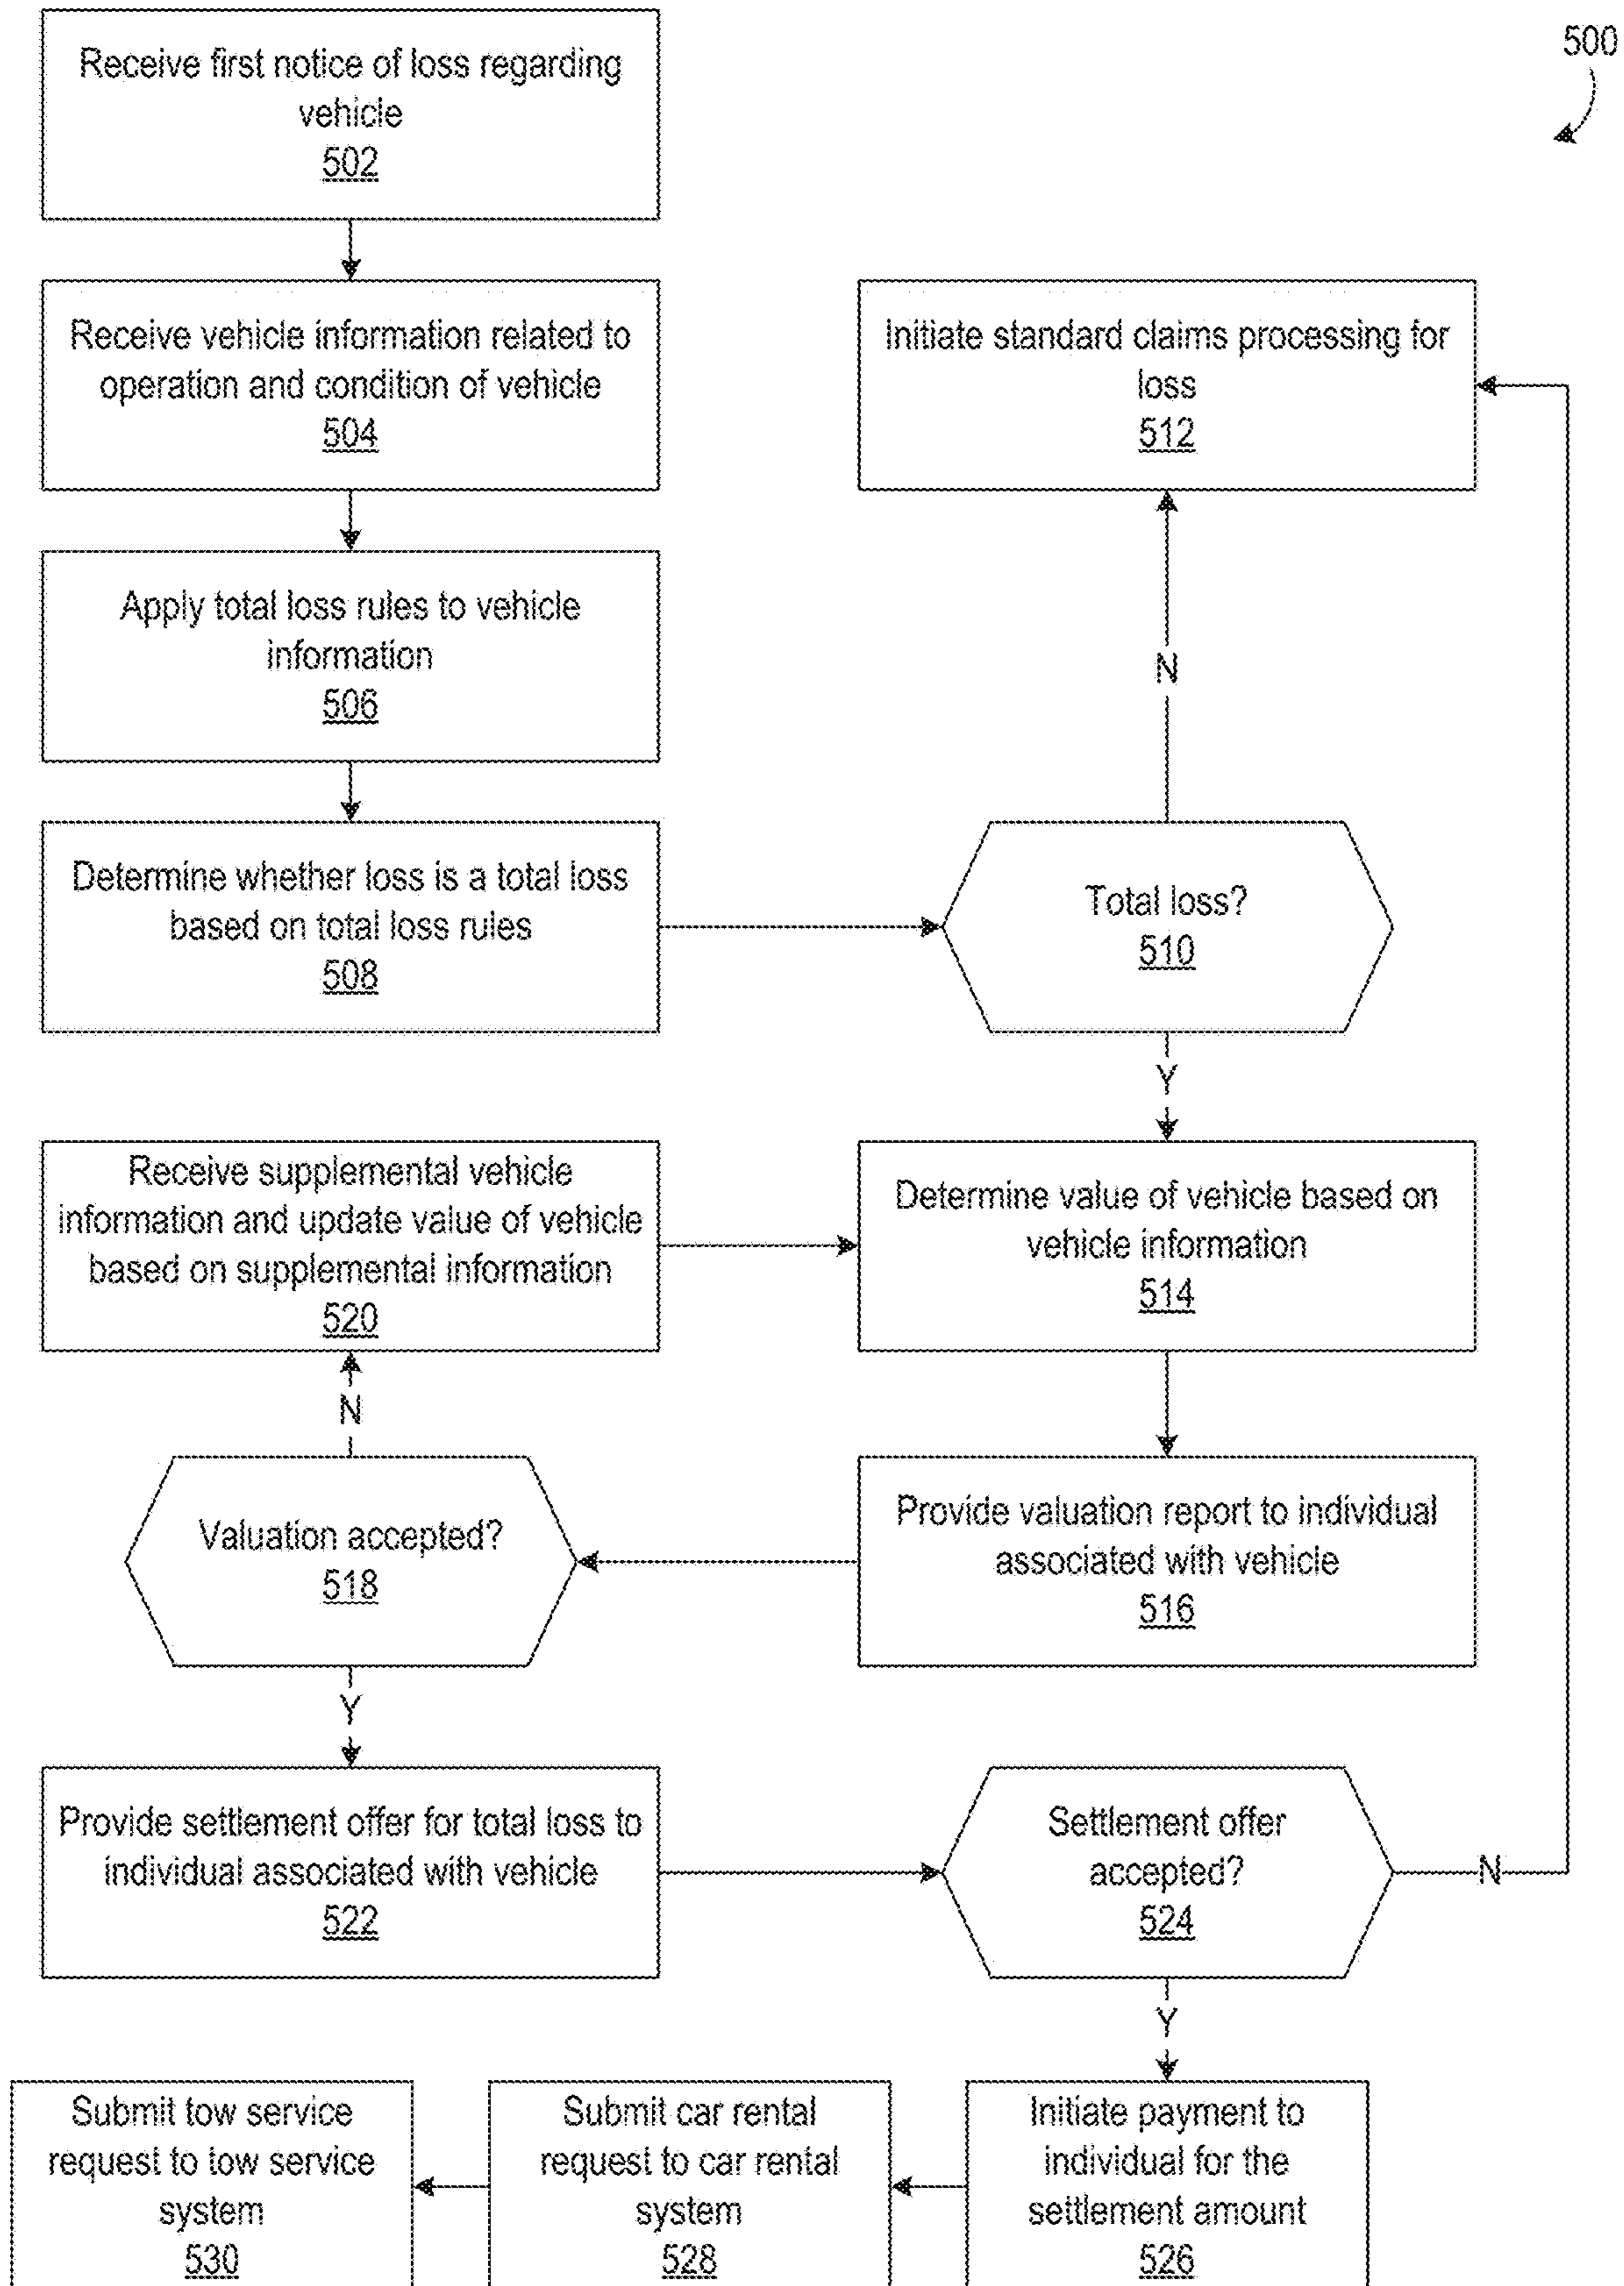 500
Receive first notice of loss regarding
vehicle
502
Receive vehicle information related to
operation and condition of vehicle
504
Initiate standard claims processing for
loss
512
Apply total loss rules to vehicle
information
506
N
Determine whether loss is a total loss
based on total loss rules
508
Total loss?
510
Y
Receive supplemental vehicle
information and update value of vehicle
based on supplemental information
520
Determine value of vehicle based on
vehicle information
514
N
Valuation accepted?
518
Provide valuation report to individual
associated with vehicle
516
Y
Provide settlement offer for total loss to
individual associated with vehicle
522
Settlement offer
accepted?
524
N
Y
Submit tow service
request to tow service
system
530
Submit car rental
request to car rental
system
528
Initiate payment to
individual for the
settlement amount
526